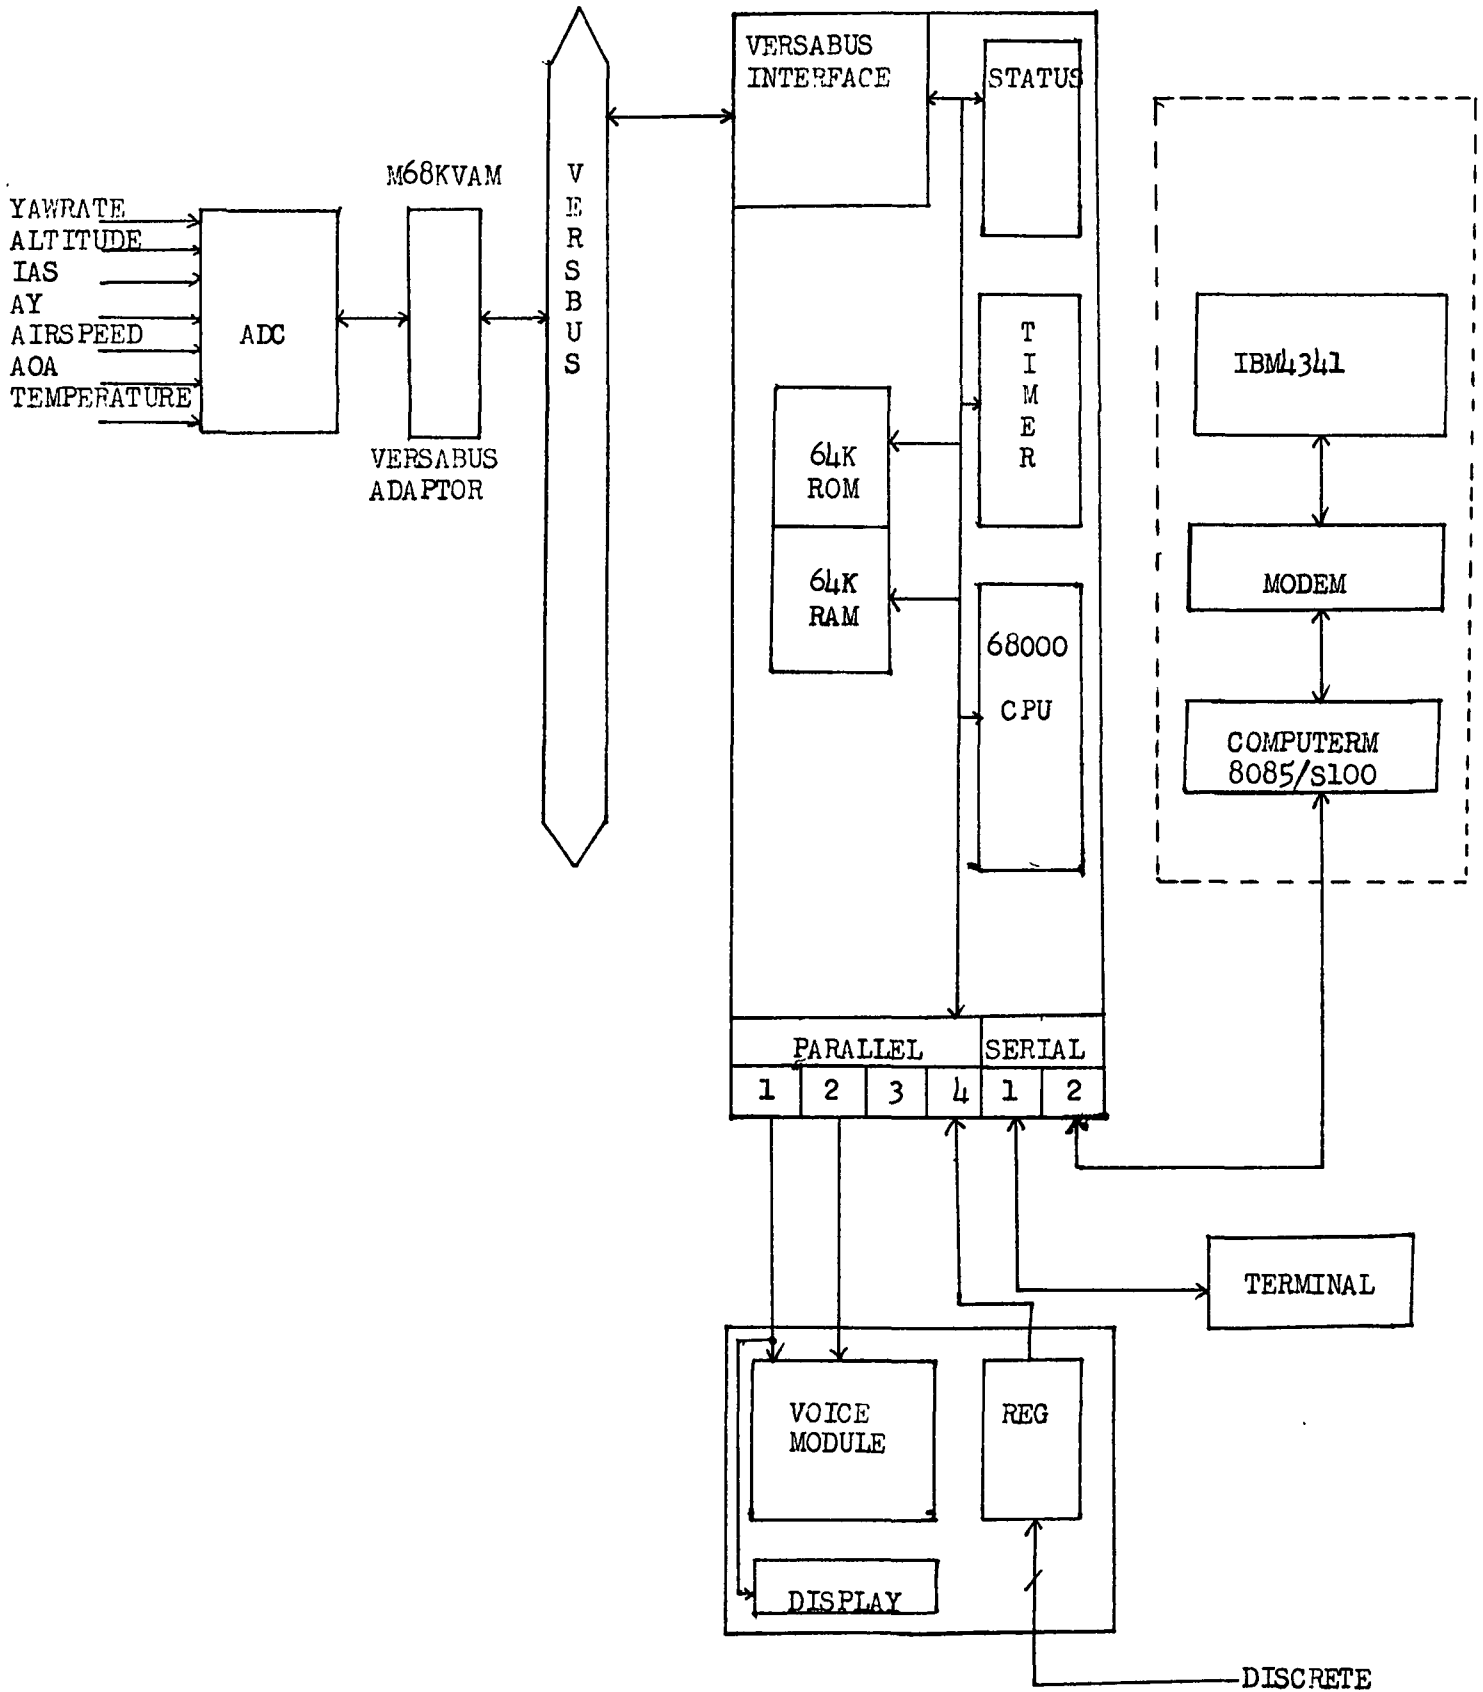 YAWRATE
ALTITUDE
IAS
AY
AIRSPEED
AOA
TEMPERATURE
ADC
M68KVAM
VERSABUS
ADAPTOR
V
E
R
S
B
U
S
VERSABUS
INTERFACE
STATUS
T
I
M
E
R
64K
ROM
64K
RAM
68000
CPU
PARALLEL
SERIAL
1 2 3 4 1 2
IBM4341
MODEM
COMPUTERM
8085/S100
TERMINAL
VOICE
MODULE
REG
DISPLAY
DISCRETE